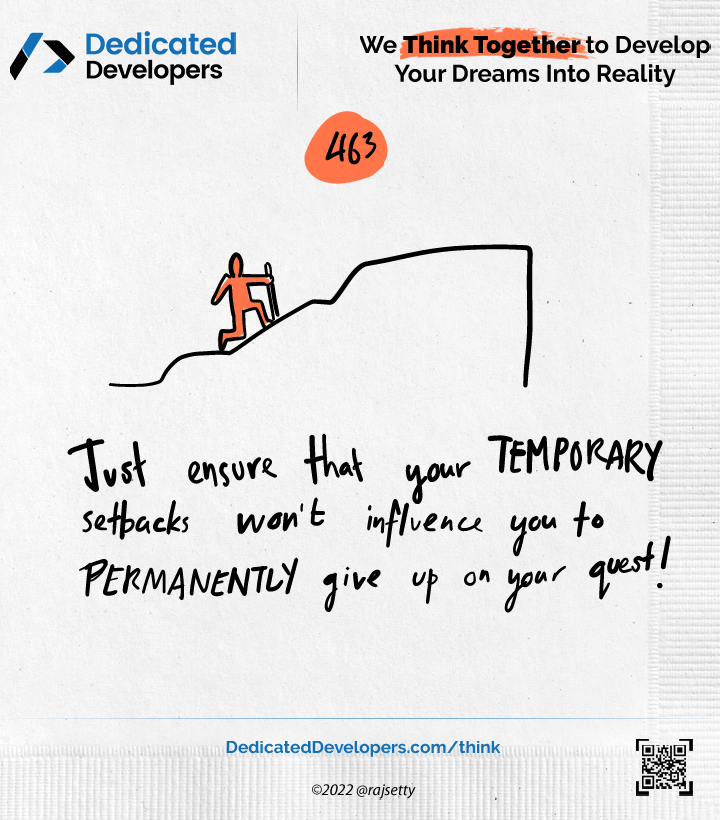 Dedicated
Developers
We Think Together to Develop
Your Dreams Into Reality
463
Just ensure that your TEMPORARY
setbacks won't influence you to
PERMANENTLY give up on your quest!
DedicatedDevelopers.com/think
©2022 @rajsetty